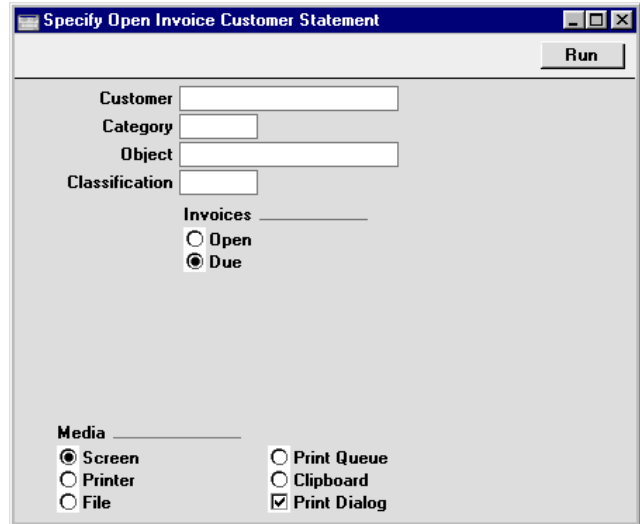 Specify Open Invoice Customer Statement
Run
Customer
Category
Object
Classification
Invoices
Open
Due
Media
Screen
Print Queue
Printer
Clipboard
File
Print Dialog